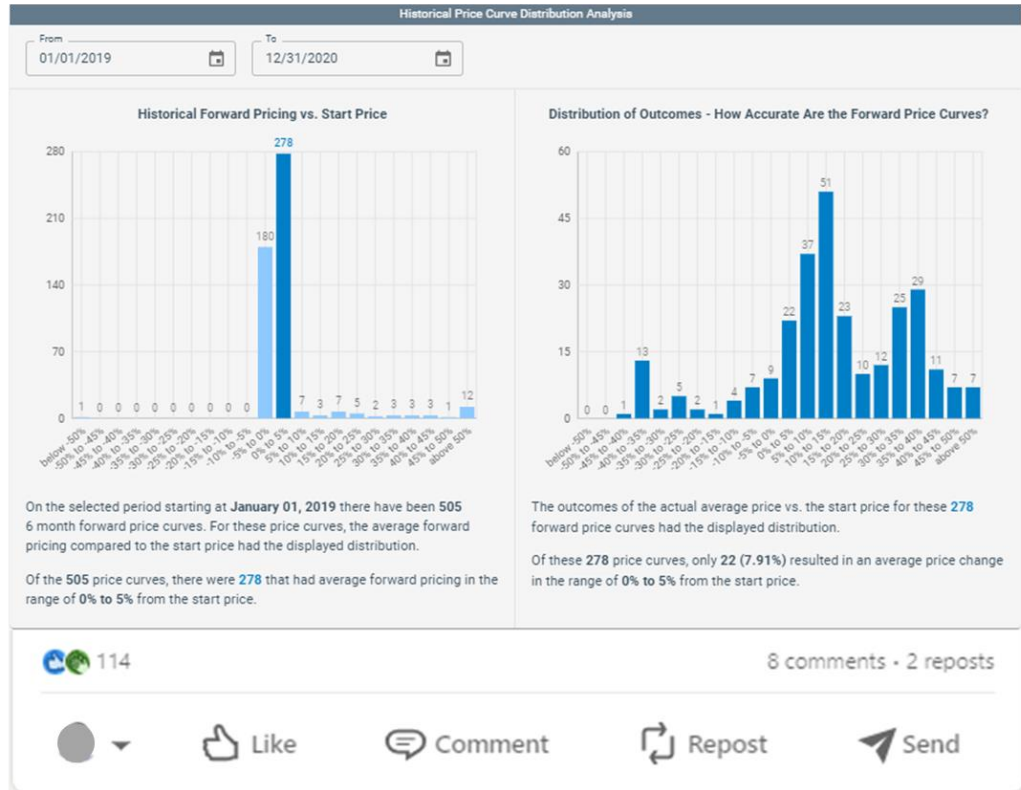 Historical Price Curve Distribution Analysis
From
01/01/2019
To
12/31/2020
Historical Forward Pricing vs. Start Price
280
210
140
70
0
1 0 0 0 0 0 0 0 0 0 180 278 7 3 7 5 2 3 3 3 1 12
below -50% -50% to -45% -45% to -40% -40% to -35% -35% to -30% -30% to -25% -25% to -20% -20% to -15% -15% to -10% -10% to -5% -5% to 0% 0% to 5% 5% to 10% 10% to 15% 15% to 20% 20% to 25% 25% to 30% 30% to 35% 35% to 40% 40% to 45% 45% to 50% above 50%
On the selected period starting at January 01, 2019 there have been 505
6 month forward price curves. For these price curves, the average forward
pricing compared to the start price had the displayed distribution.
Of the 505 price curves, there were 278 that had average forward pricing in the
range of 0% to 5% from the start price.
Distribution of Outcomes - How Accurate Are the Forward Price Curves?
60
45
30
15
0
0 0 1 13 2 5 2 1 4 7 9 22 37 51 23 10 12 25 29 11 7 7
below -50% -50% to -45% -45% to -40% -40% to -35% -35% to -30% -30% to -25% -25% to -20% -20% to -15% -15% to -10% -10% to -5% -5% to 0% 0% to 5% 5% to 10% 10% to 15% 15% to 20% 20% to 25% 25% to 30% 30% to 35% 35% to 40% 40% to 45% 45% to 50% above 50%
The outcomes of the actual average price vs. the start price for these 278
forward price curves had the displayed distribution.
Of these 278 price curves, only 22 (7.91%) resulted in an average price change
in the range of 0% to 5% from the start price.
114
8 comments · 2 reposts
Like
Comment
Repost
Send